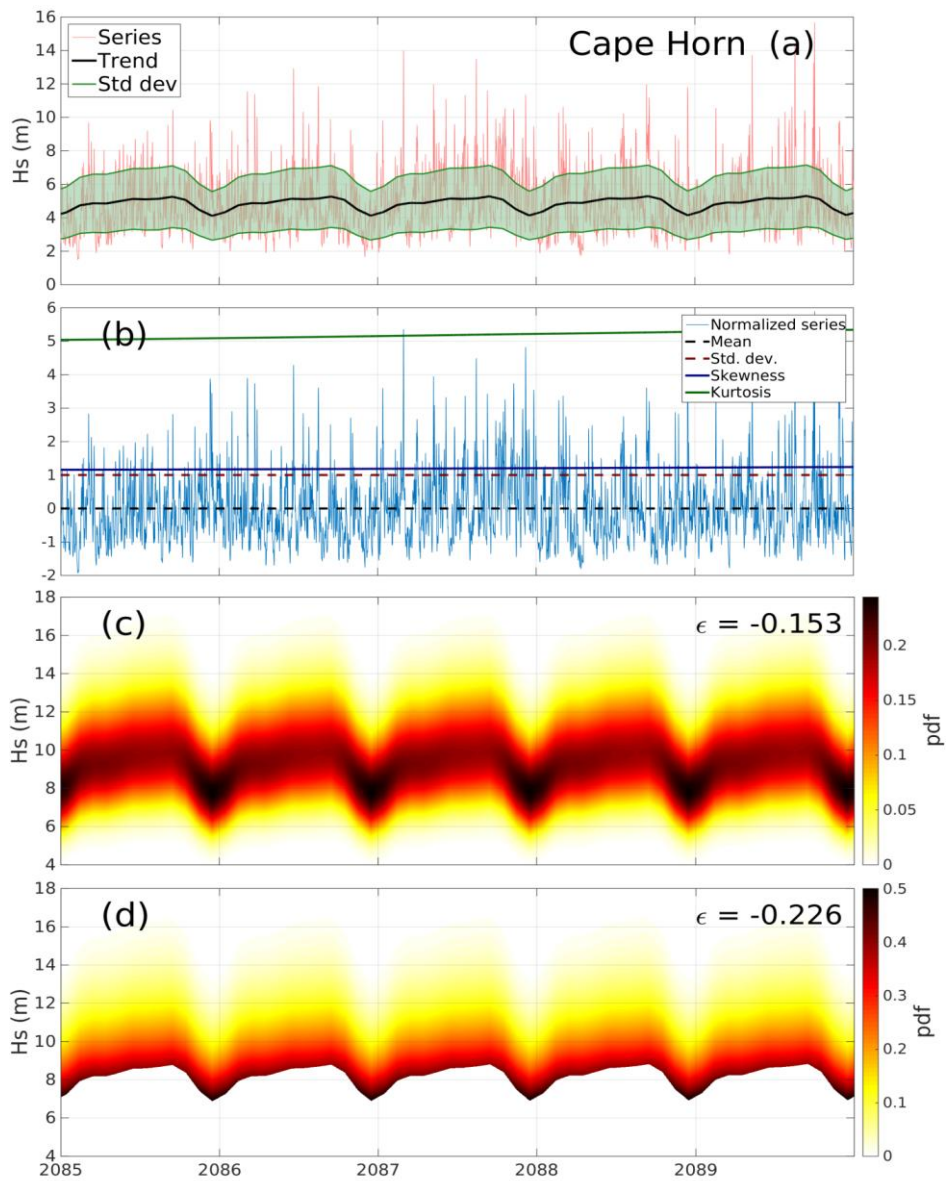 16
14
12
10
8
6
4
2
0
Hs (m)
Series
Trend
Std dev
Cape Horn (a)
6
5
4
3
2
1
0
-1
-2
(b)
Normalized series
Mean
Std. dev.
Skewness
Kurtosis
18
16
14
12
10
8
6
4
Hs (m)
(c)
ϵ = -0.153
0.2
0.15
0.1
0.05
0
pdf
18
16
14
12
10
8
6
4
Hs (m)
(d)
ϵ = -0.226
0.5
0.4
0.3
0.2
0.1
0
pdf
2085 2086 2087 2088 2089